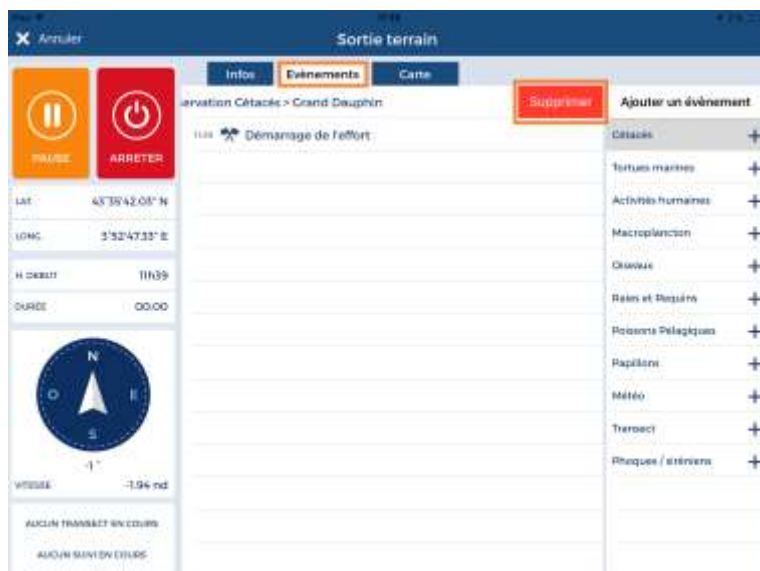 Annuler
Sortie terrain
Infos
Evènements
Carte
PAUSE
ARRETER
LAT.
43°35'42.03" N
LONG.
3°52'47.33" E
H. DEBUT
11h39
DURÉE
00:00
N
O
E
S
-1 °
VITESSE
-1.94 nd
AUCUN TRANSECT EN COURS
AUCUN SUIVI EN COURS
ervation Cétacés > Grand Dauphin
Supprimer
Démarrage de l'effort
Ajouter un évènement
Cétacés
Tortues marines
Activités humaines
Macroplancton
Oiseaux
Raies et Requins
Poissons Pélagiques
Papillons
Météo
Transect
Phoques / siréniens